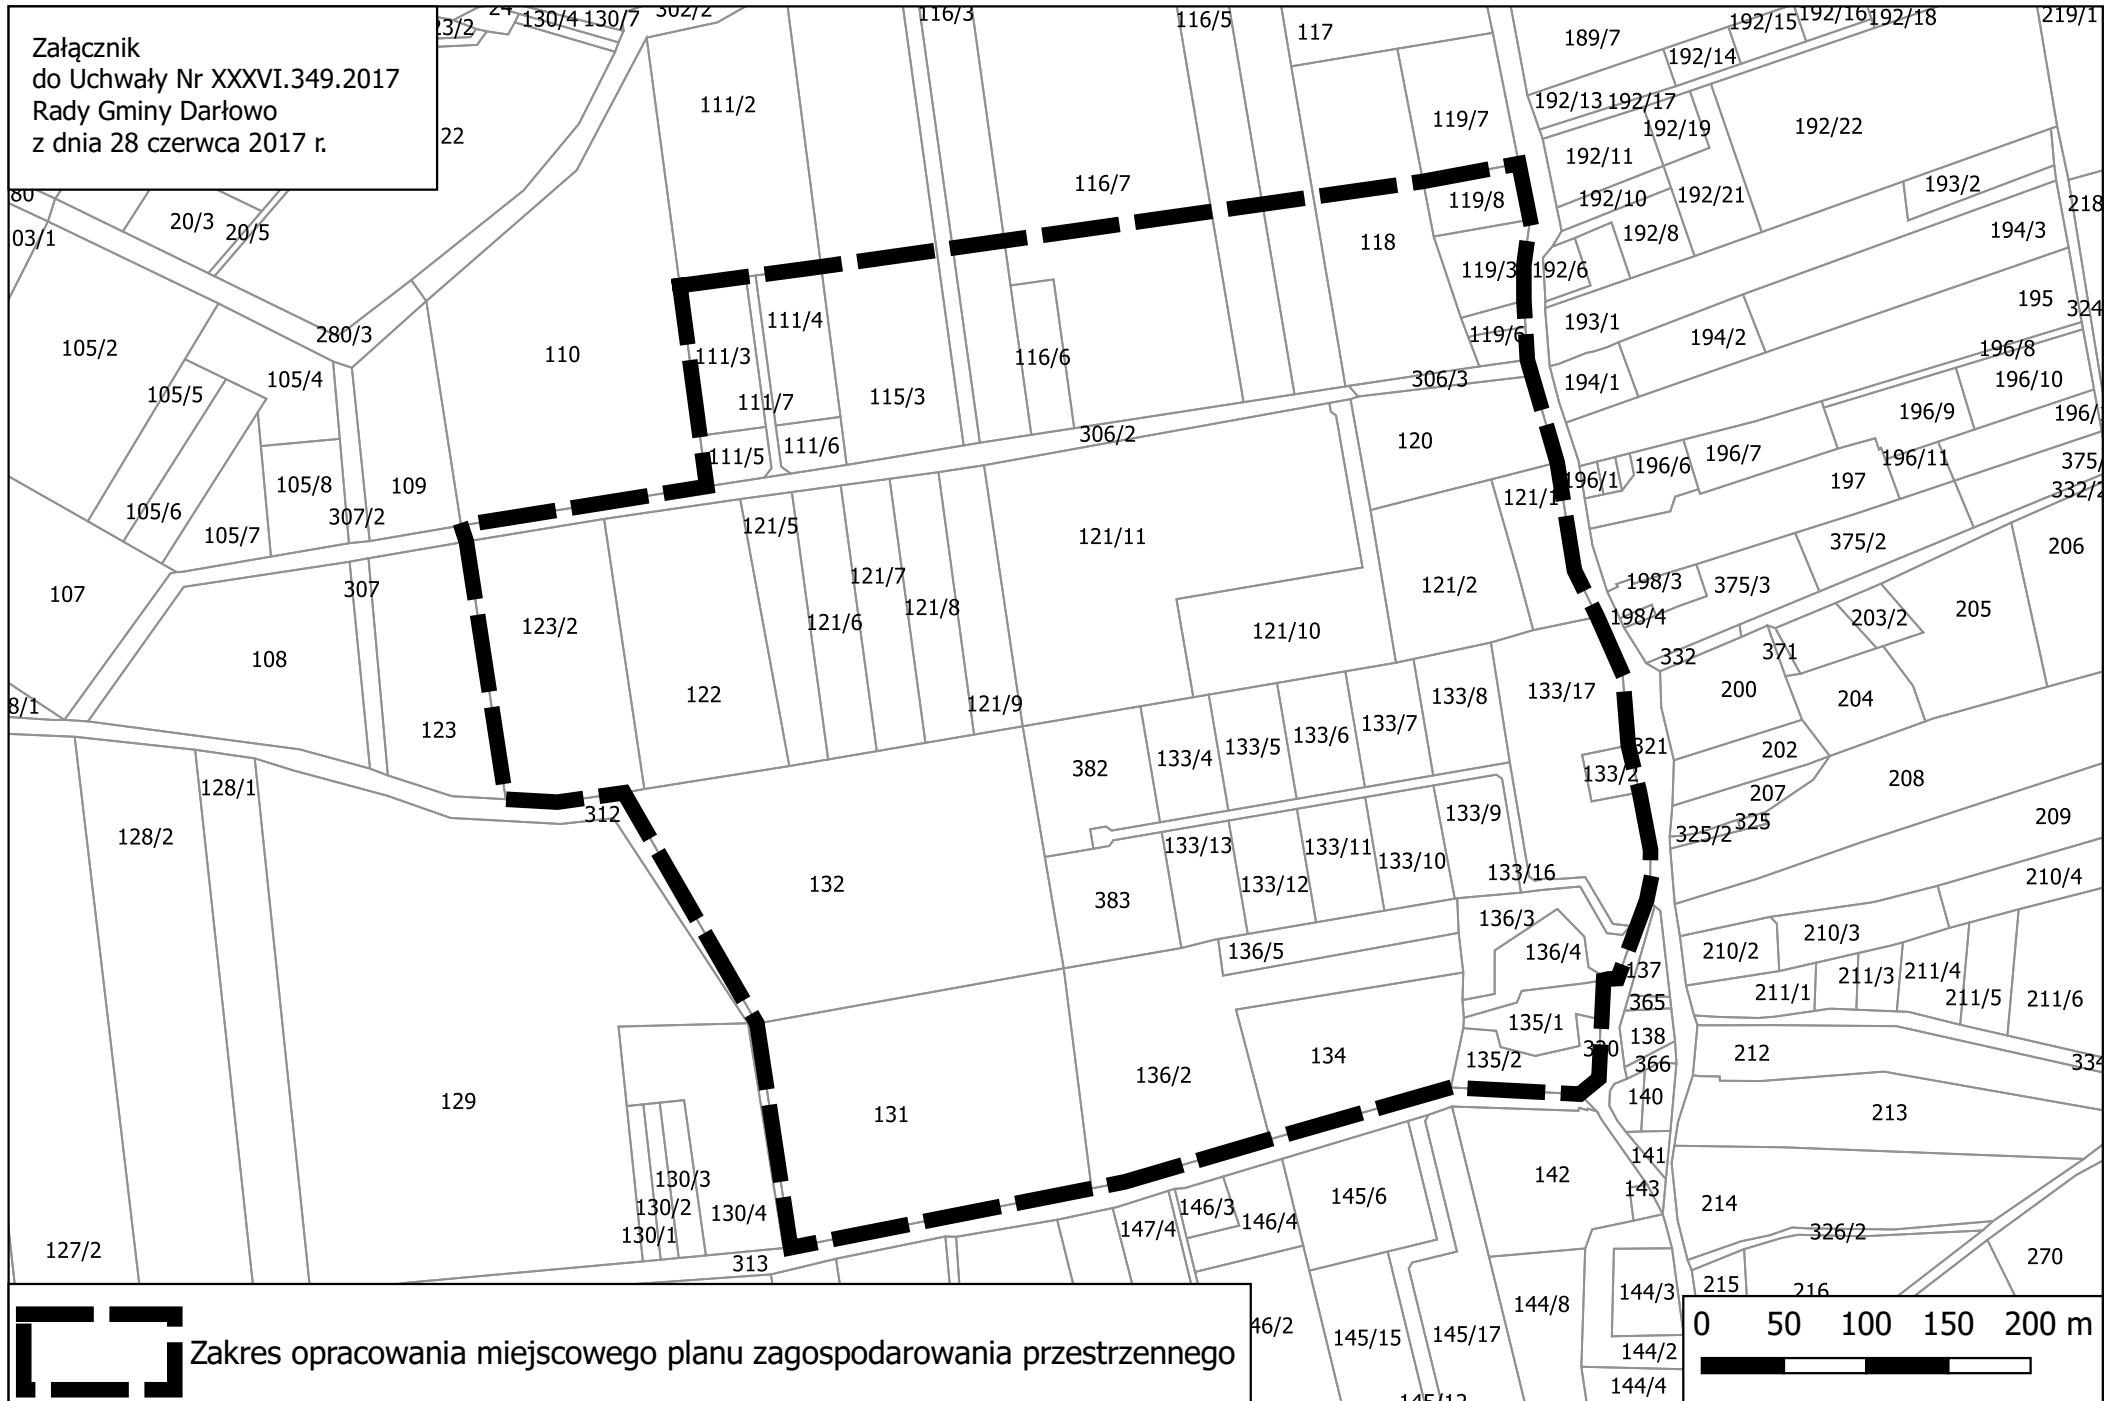 Załącznik
do Uchwały Nr XXXVI.349.2017
Rady Gminy Darłowo
z dnia 28 czerwca 2017 r.
130/4 130/7 302/2 116/3 116/5 117 189/7 192/15 192/16 192/18 219/1
192/14
22 111/2 119/7 192/13 192/17 192/19 192/22
192/11
116/7 119/8 192/10 192/21 193/2 218
20/3 20/5 118 192/8 194/3
119/3 192/6
280/3 111/4 119/6 193/1 194/2 195 324
105/2 110 111/3 116/6 196/8
105/5 105/4 111/7 115/3 306/3 194/1 196/10
196/9
306/2 120
111/5 111/6 196/1 196/6 196/7 196/11
105/8 109 197
105/6 307/2 121/1
105/7 121/5 121/11 375/2 206
107 307 121/7 121/2 198/3 375/3
123/2 121/6 121/8 121/10 198/4 203/2 205
108 332 371
122 121/9 133/8 133/17 200 204
123 133/7
133/4 133/5 133/6 321 202
382 133/2
128/1 312 207 208
128/2 133/13 133/11 133/10 133/9 325/2 325 209
132 133/12 133/16 210/4
383 136/3
136/5 136/4 210/2 210/3
137 211/3 211/4
365 211/1 211/5 211/6
135/1 138
134 135/2 330 366 212 334
129 136/2 140
131 213
141
130/3 142 143
130/2 130/4 145/6 214
130/1 146/3 146/4 326/2
127/2 147/4 270
313 144/3 215 216
144/8
145/15 145/17 144/2
144/4
Zakres opracowania miejscowego planu zagospodarowania przestrzennego
0 50 100 150 200 m